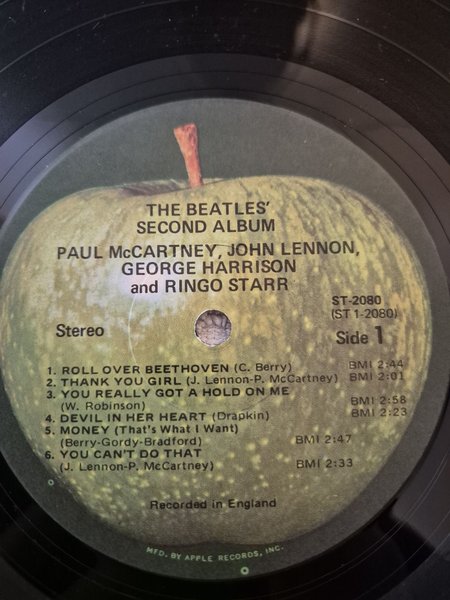 THE BEATLES'
SECOND ALBUM
PAUL McCARTNEY, JOHN LENNON,
GEORGE HARRISON
and RINGO STARR
ST-2080
(ST 1-2080)
Stereo
Side 1
1. ROLL OVER BEETHOVEN (C. Berry) BMI 2:44
2. THANK YOU GIRL (J. Lennon-P. McCartney) BMI 2:01
3. YOU REALLY GOT A HOLD ON ME
(W. Robinson) BMI 2:58
4. DEVIL IN HER HEART (Drapkin) BMI 2:23
5. MONEY (That's What I Want)
(Berry-Gordy-Bradford) BMI 2:47
6. YOU CAN'T DO THAT
(J. Lennon-P. McCartney) BMI 2:33
Recorded in England
MFD. BY APPLE RECORDS, INC.